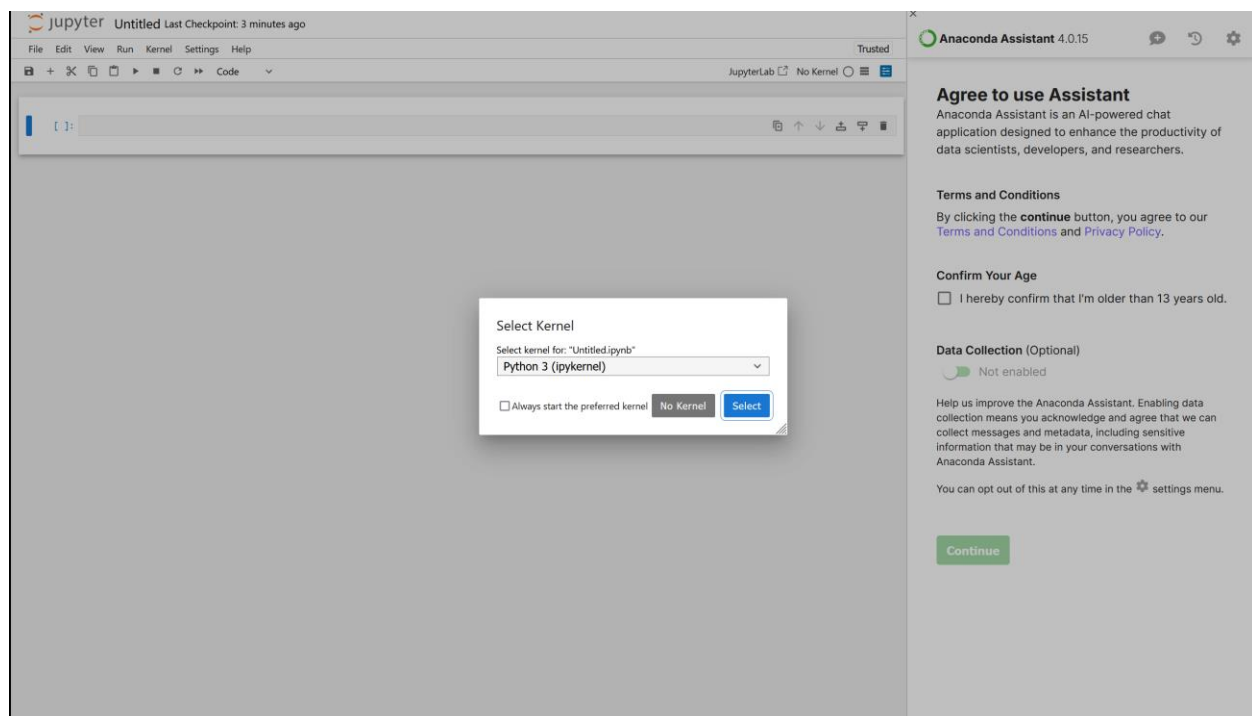 jupyter Untitled Last Checkpoint: 3 minutes ago
File Edit View Run Kernel Settings Help
Trusted
Code
JupyterLab No Kernel
[ ]:
Select Kernel
Select kernel for: "Untitled.ipynb"
Python 3 (ipykernel)
Always start the preferred kernel No Kernel Select
Anaconda Assistant 4.0.15
Agree to use Assistant
Anaconda Assistant is an AI-powered chat
application designed to enhance the productivity of
data scientists, developers, and researchers.
Terms and Conditions
By clicking the continue button, you agree to our
Terms and Conditions and Privacy Policy.
Confirm Your Age
I hereby confirm that I'm older than 13 years old.
Data Collection (Optional)
Not enabled
Help us improve the Anaconda Assistant. Enabling data
collection means you acknowledge and agree that we can
collect messages and metadata, including sensitive
information that may be in your conversations with
Anaconda Assistant.
You can opt out of this at any time in the settings menu.
Continue